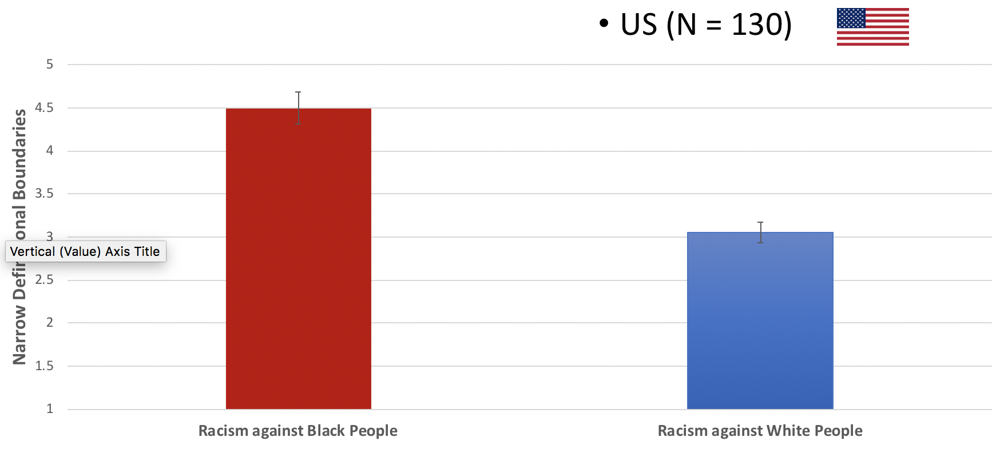 • US (N = 130)
5
4.5
4
3.5
3
2.5
2
1.5
1
Narrow Defin onal Boundaries
Vertical (Value) Axis Title
Racism against Black People
Racism against White People